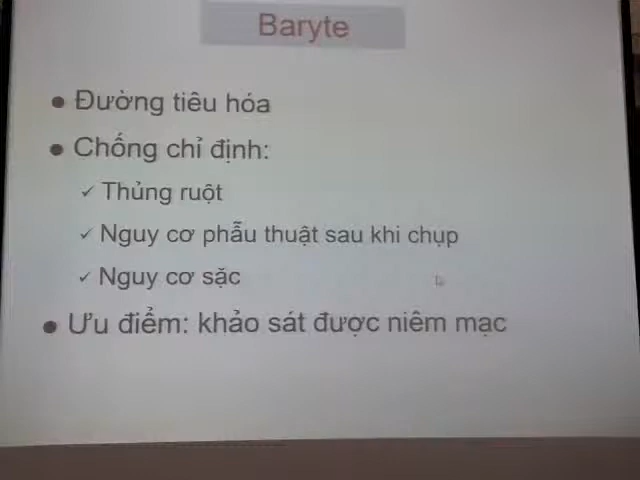 Baryte
● Đường tiêu hóa
● Chống chỉ định:
✓ Thủng ruột
✓ Nguy cơ phẫu thuật sau khi chụp
✓ Nguy cơ sặc
● Ưu điểm: khảo sát được niêm mạc